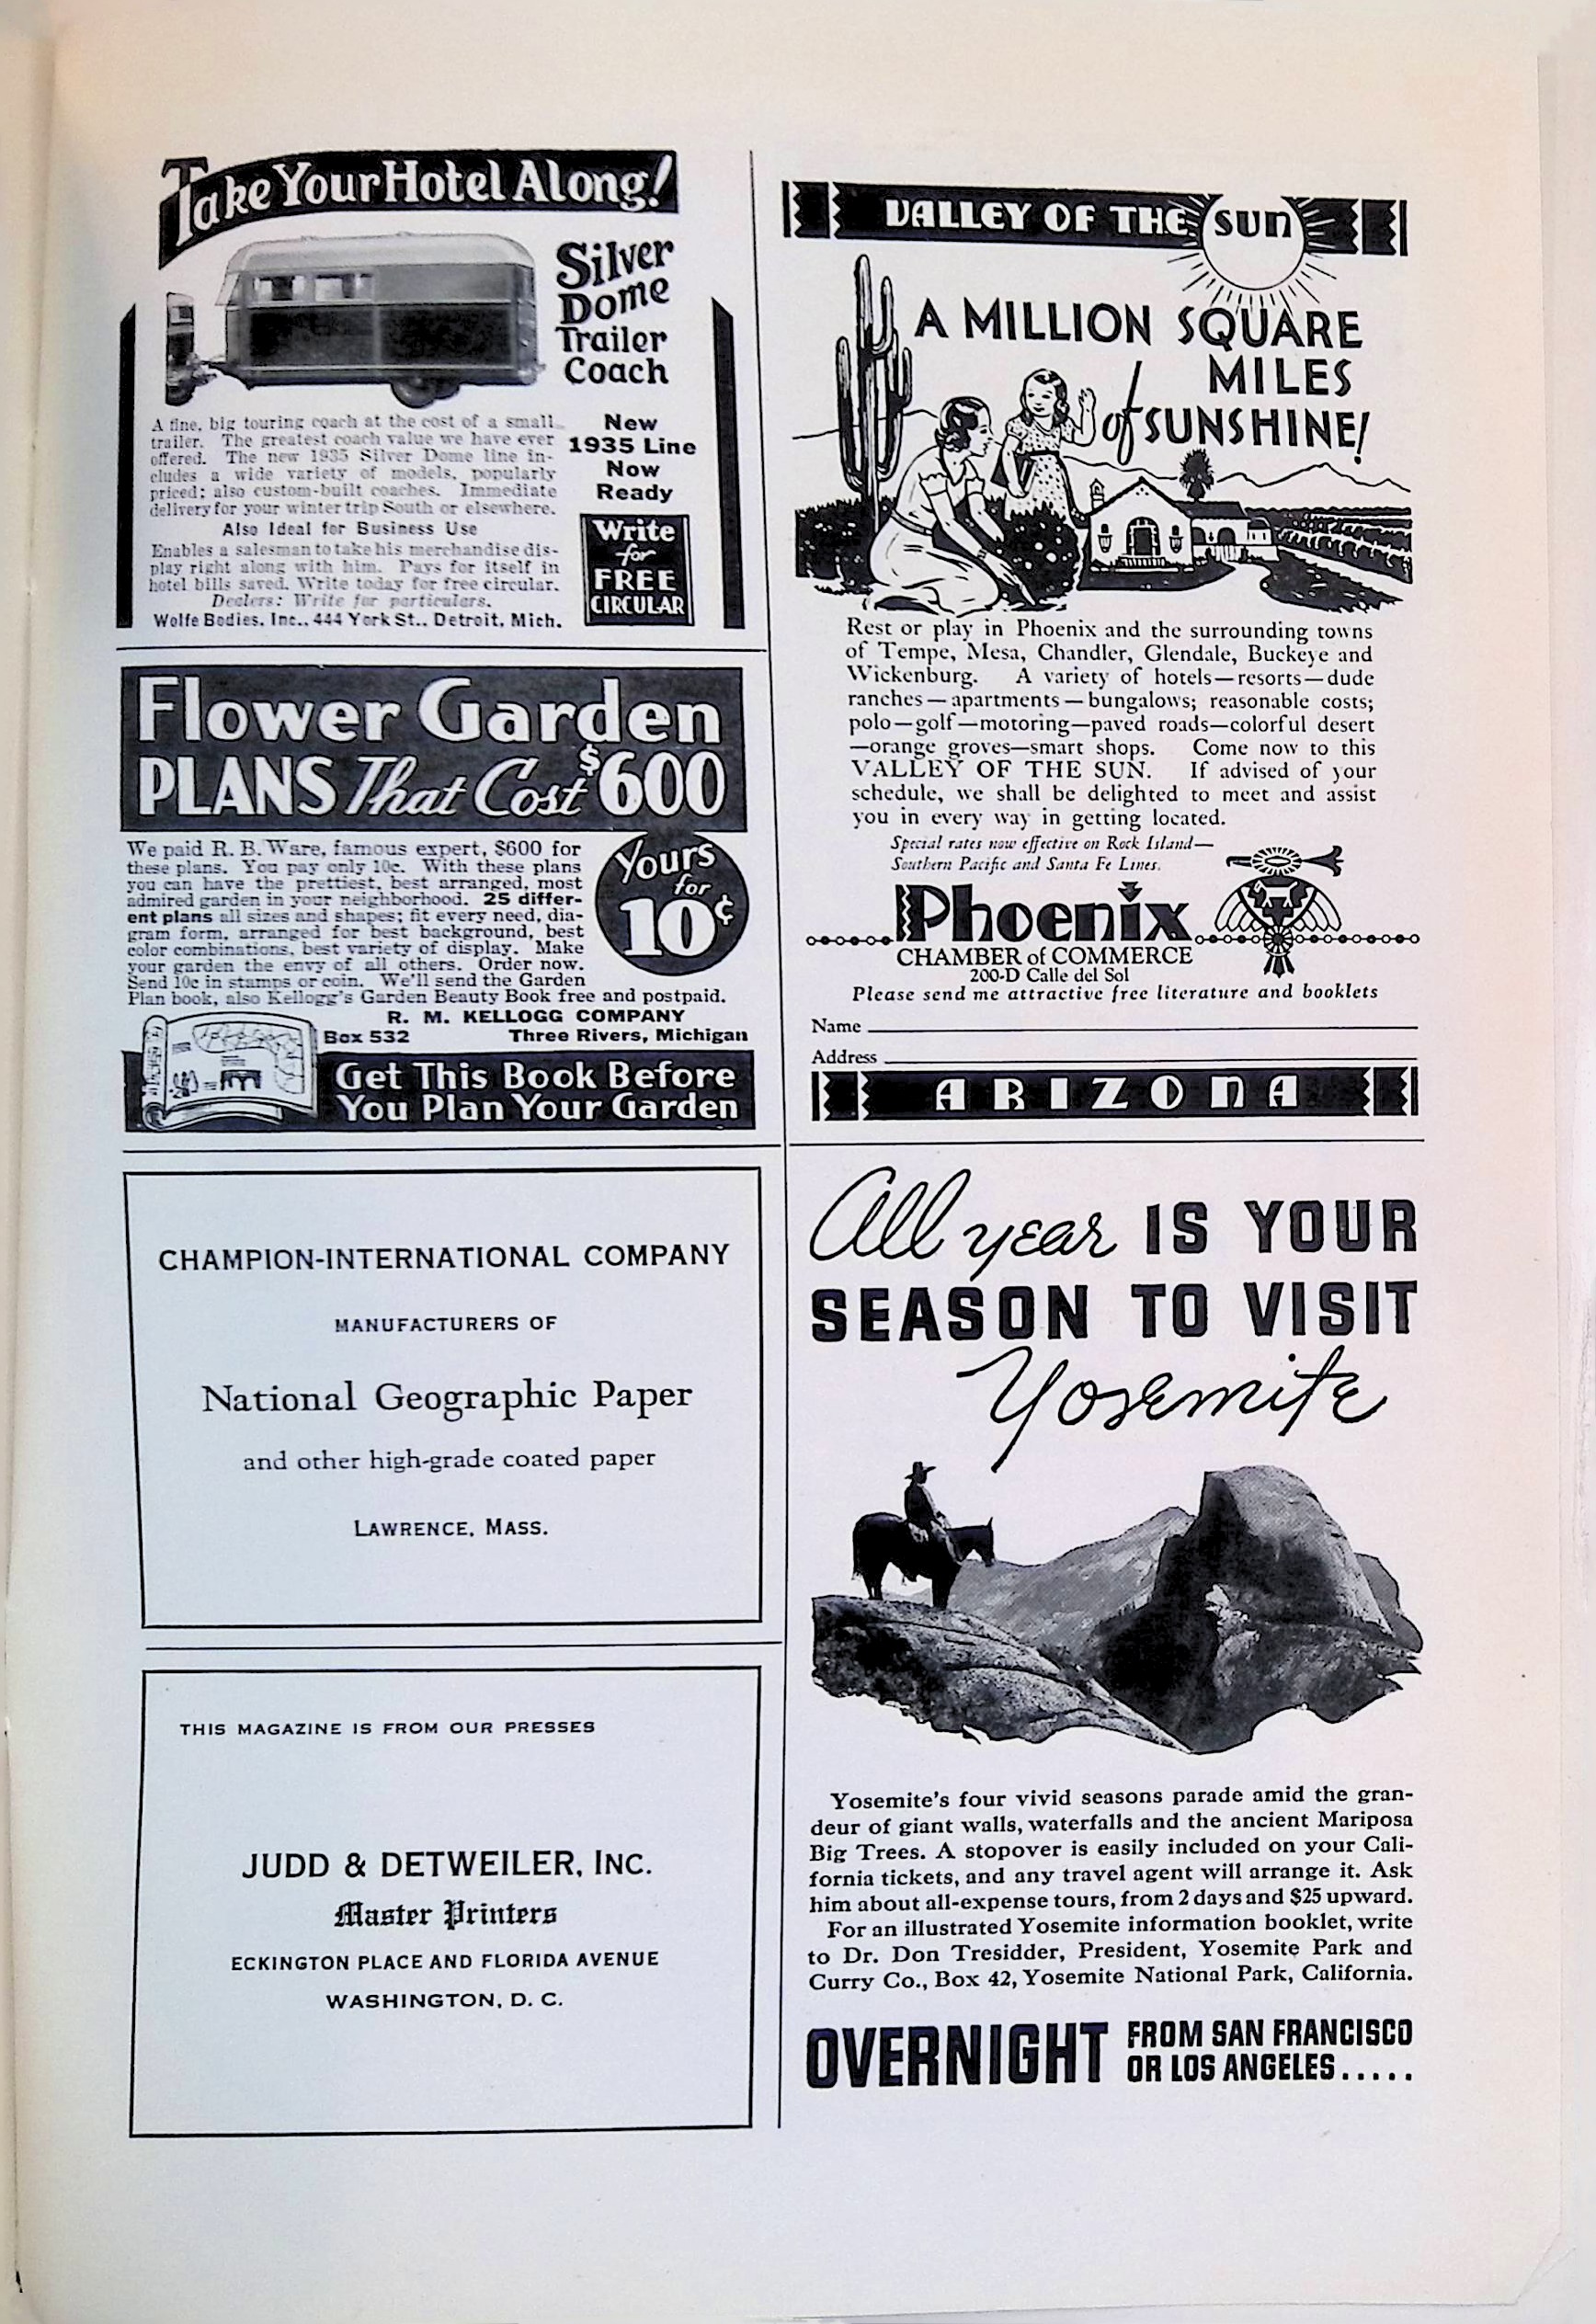 Take Your Hotel Along!
Silver
Dome
Trailer
Coach
A fine, big touring coach at the cost of a small
trailer. The greatest coach value we have ever
offered. The new 1935 Silver Dome line in-
cludes a wide variety of models, popularly
priced; also custom-built coaches. Immediate
delivery for your winter trip South or elsewhere.
Also Ideal for Business Use
Enables a salesman to take his merchandise dis-
play right along with him. Pays for itself in
hotel bills saved. Write today for free circular.
Dealers: Write for particulars.
Wolfe Bodies, Inc., 444 York St., Detroit, Mich.
New
1935 Line
Now
Ready
Write
for
FREE
CIRCULAR
Flower Garden
PLANS That Cost $600
We paid R. B. Ware, famous expert, $600 for
these plans. You pay only 10c. With these plans
you can have the prettiest, best arranged, most
admired garden in your neighborhood. 25 differ-
ent plans all sizes and shapes; fit every need, dia-
gram form, arranged for best background, best
color combinations, best variety of display. Make
your garden the envy of all others. Order now.
Send 10c in stamps or coin. We'll send the Garden
Plan book, also Kellogg's Garden Beauty Book free and postpaid.
Yours
for
10¢
R. M. KELLOGG COMPANY
Box 532 Three Rivers, Michigan
Get This Book Before
You Plan Your Garden
CHAMPION-INTERNATIONAL COMPANY
MANUFACTURERS OF
National Geographic Paper
and other high-grade coated paper
LAWRENCE, MASS.
THIS MAGAZINE IS FROM OUR PRESSES
JUDD & DETWEILER, INC.
Master Printers
ECKINGTON PLACE AND FLORIDA AVENUE
WASHINGTON, D. C.
VALLEY OF THE SUN
A MILLION SQUARE
MILES
of SUNSHINE!
Rest or play in Phoenix and the surrounding towns
of Tempe, Mesa, Chandler, Glendale, Buckeye and
Wickenburg. A variety of hotels—resorts—dude
ranches—apartments—bungalows; reasonable costs;
polo—golf—motoring—paved roads—colorful desert
—orange groves—smart shops. Come now to this
VALLEY OF THE SUN. If advised of your
schedule, we shall be delighted to meet and assist
you in every way in getting located.
Special rates now effective on Rock Island—
Southern Pacific and Santa Fe Lines.
Phoenix
CHAMBER of COMMERCE
200-D Calle del Sol
Please send me attractive free literature and booklets
Name
Address
ARIZONA
All year IS YOUR
SEASON TO VISIT
Yosemite
Yosemite's four vivid seasons parade amid the gran-
deur of giant walls, waterfalls and the ancient Mariposa
Big Trees. A stopover is easily included on your Cali-
fornia tickets, and any travel agent will arrange it. Ask
him about all-expense tours, from 2 days and $25 upward.
For an illustrated Yosemite information booklet, write
to Dr. Don Tresidder, President, Yosemite Park and
Curry Co., Box 42, Yosemite National Park, California.
OVERNIGHT FROM SAN FRANCISCO
OR LOS ANGELES.....